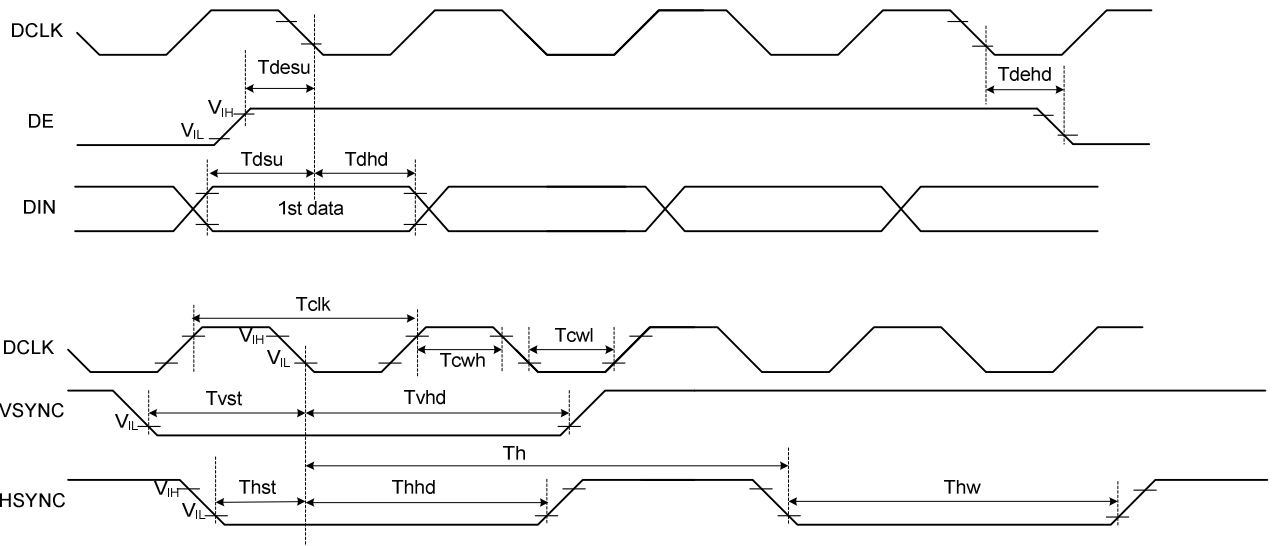 DCLK
Tdesu
Tdehd
VIH
DE
VIL
Tdsu
Tdhd
DIN
1st data
Tclk
VIH
Tcwl
DCLK
VIL
Tcwh
Tvst
Tvhd
VSYNC
VIL
Th
VIH
Thst
Thhd
Thw
HSYNC
VIL